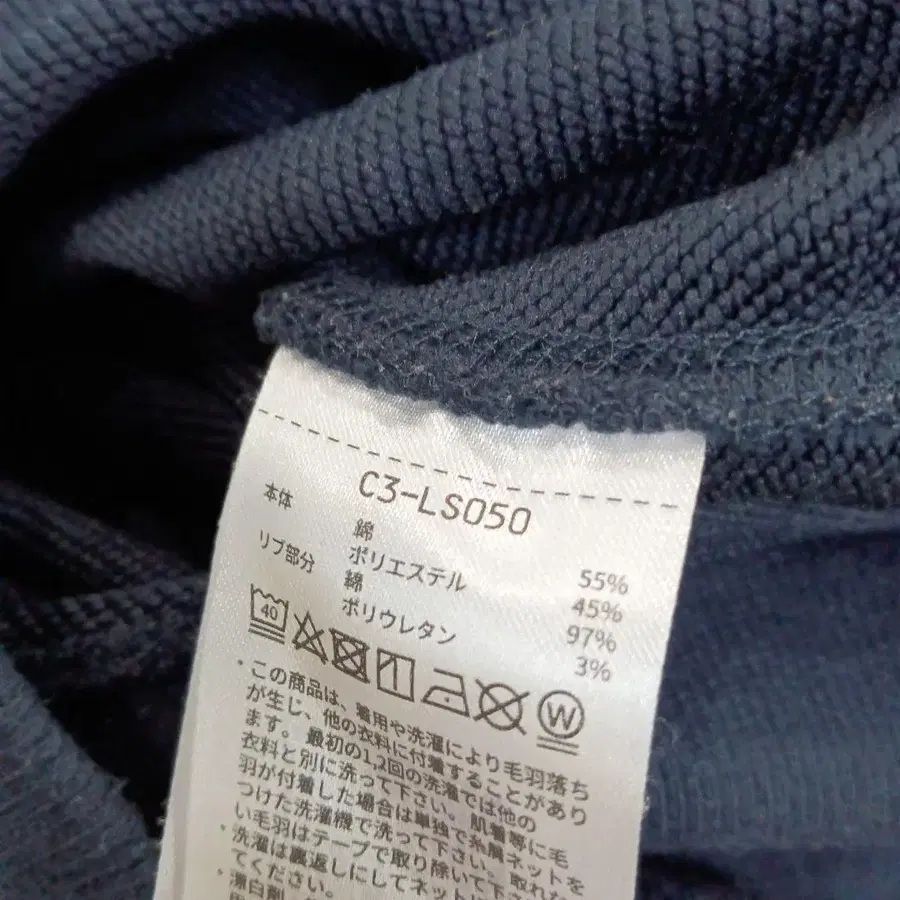 C3-LS050
本体 綿 55%
ポリエステル 45%
リブ部分 綿 97%
ポリウレタン 3%
40
W
・この商品は、着用や洗濯により毛羽落ち
が生じ、他の衣料に付着することがあり
ます。最初の1,2回の洗濯では他の
衣料と別に洗って下さい。肌着等に毛
羽が付着した場合は単独で糸屑ネットを
つけた洗濯機で洗って下さい。取れな
い毛羽はテープで取り除いて下
・洗濯は裏返しにしてネット
てください。
・漂白剤